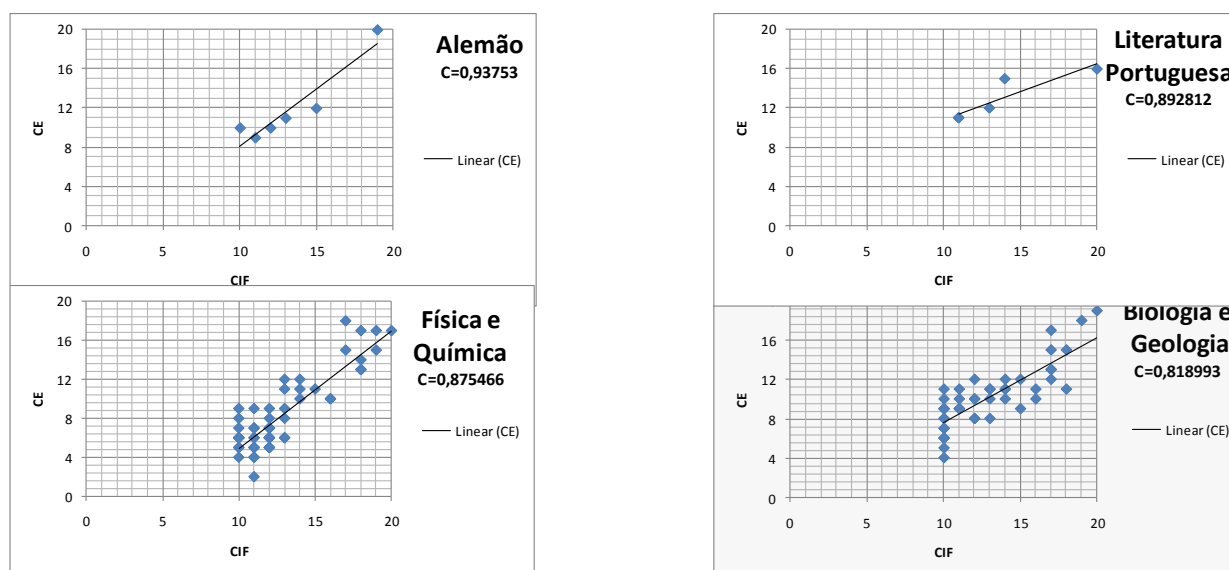 20
16
12
8
4
0
CE
0 5 10 15 20
CIF
Alemão
C=0,93753
Linear (CE)
20
16
12
8
4
0
CE
0 5 10 15 20
CIF
Literatura
Portuguesa
C=0,892812
Linear (CE)
20
16
12
8
4
0
CE
0 5 10 15 20
CIF
Física e
Química
C=0,875466
Linear (CE)
16
12
8
4
0
CE
0 5 10 15 20
CIF
Biologia e
Geologia
C=0,818993
Linear (CE)